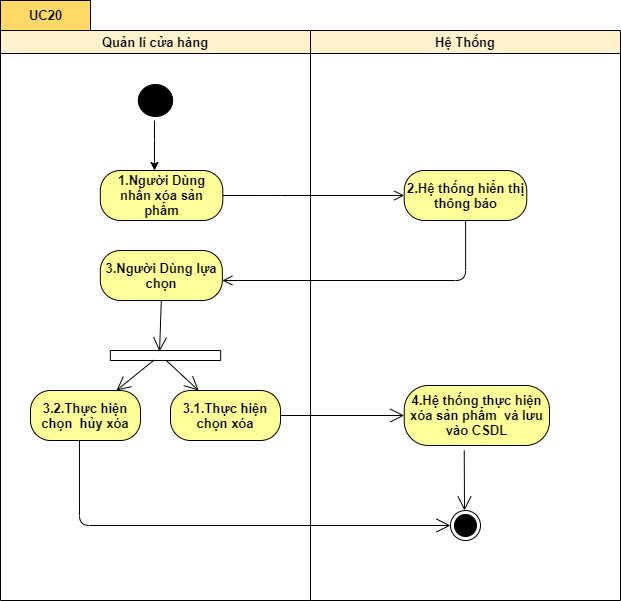 UC20
Quản lí cửa hảng
Hệ Thống
1.Người Dùng
nhấn xóa sản
phẩm
2.Hệ thống hiển thị
thông báo
3.Người Dùng lựa
chọn
3.2.Thực hiện
chọn hủy xóa
3.1.Thực hiện
chọn xóa
4.Hệ thống thực hiện
xóa sản phẩm và lưu
vào CSDL